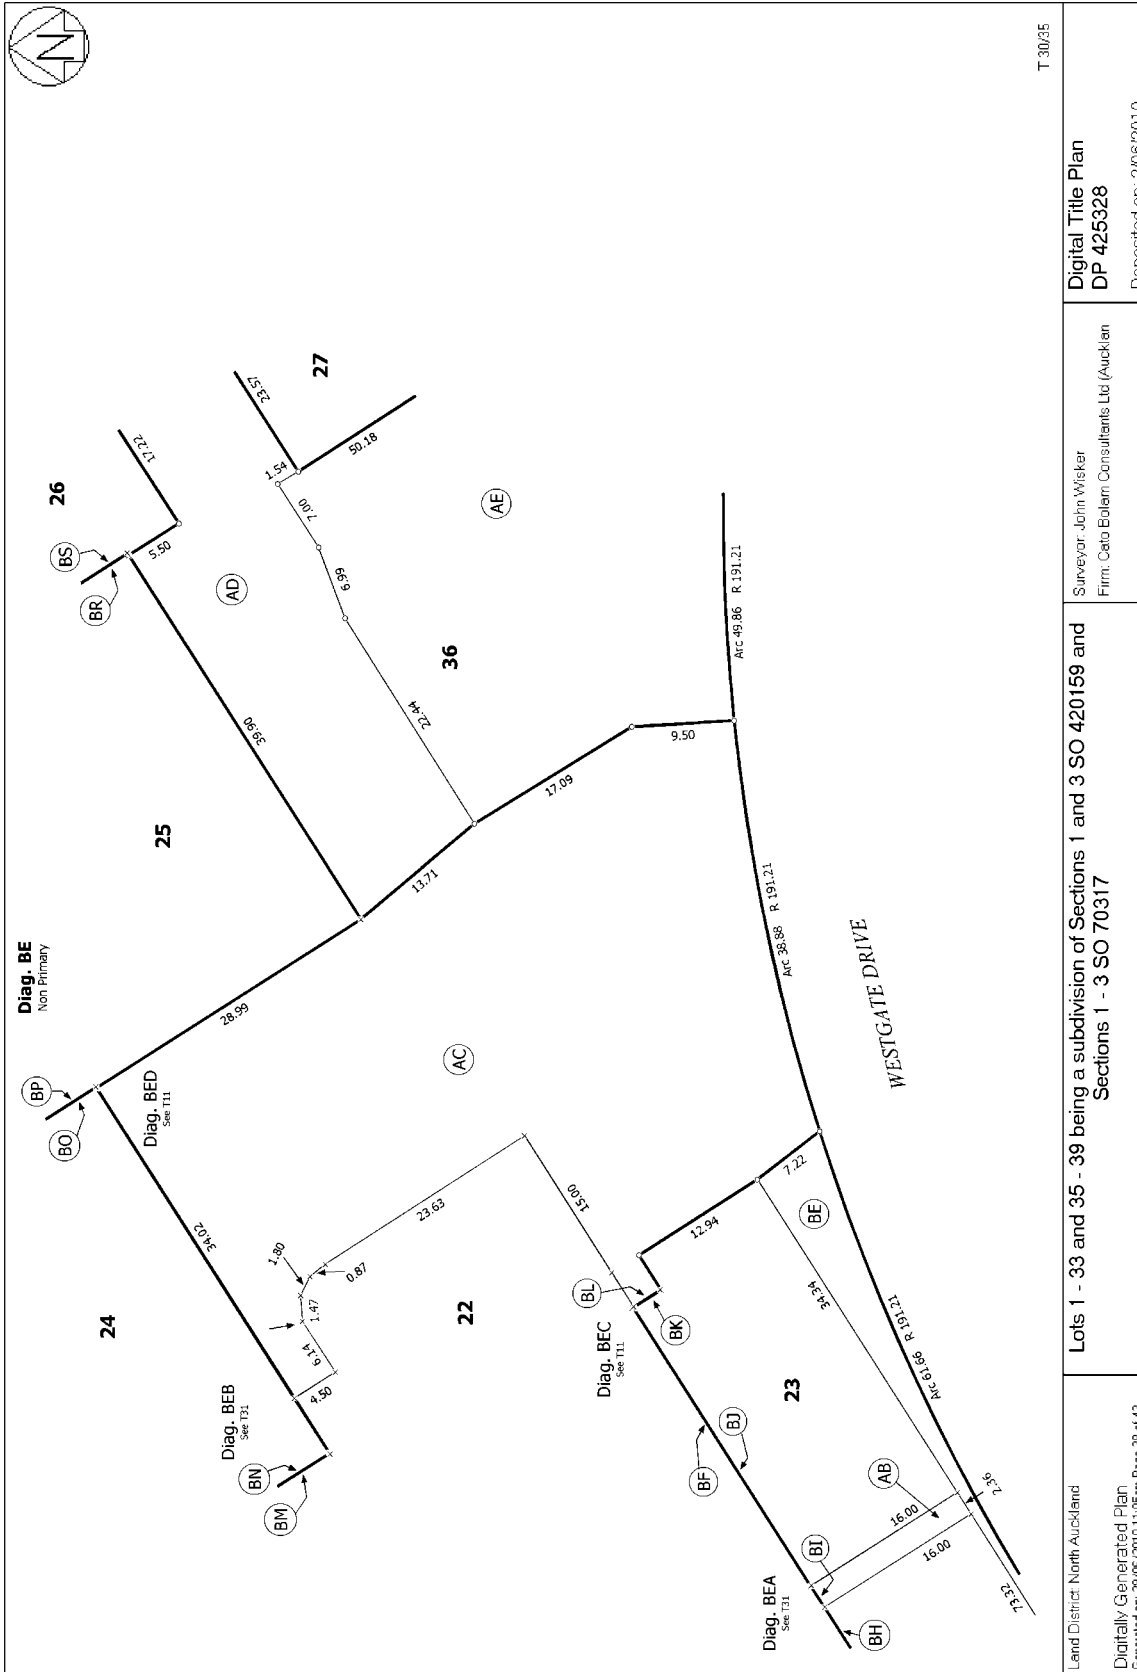 Diag. BE
Non Primary
T 30/35
N
26
BS
BR
17.22
5.50
AD
23.57
27
1.54
7.00
50.18
6.99
AE
25
39.90
22.44
36
BP
BO
Diag. BED
See T11
28.99
13.71
17.09
9.50
Arc 49.86 R 191.21
AC
Arc 38.88 R 191.21
WESTGATE DRIVE
24
34.02
1.80
0.87
1.47
6.14
4.50
23.63
15.00
22
Diag. BEB
See T31
BN
BM
BL
BK
12.94
7.22
Diag. BEC
See T11
BE
34.34
23
Arc 61.66 R 191.21
BF
BJ
AB
16.00
16.00
2.36
BI
BH
Diag. BEA
See T31
73.32
Land District: North Auckland
Digitally Generated Plan
Lots 1 - 33 and 35 - 39 being a subdivision of Sections 1 and 3 SO 420159 and
Sections 1 - 3 SO 70317
Surveyor: John Wisker
Firm: Cato Bolam Consultants Ltd (Aucklan
Digital Title Plan
DP 425328